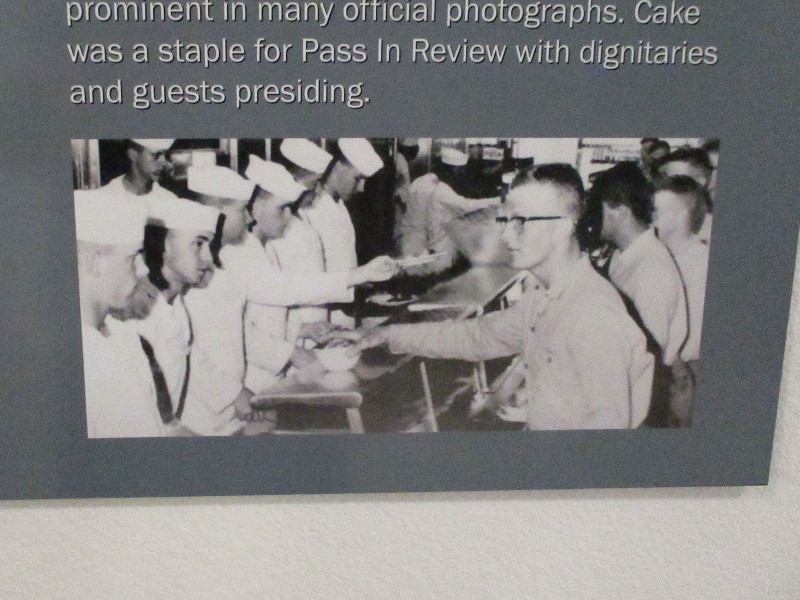 prominent in many official photographs. Cake
was a staple for Pass In Review with dignitaries
and guests presiding.